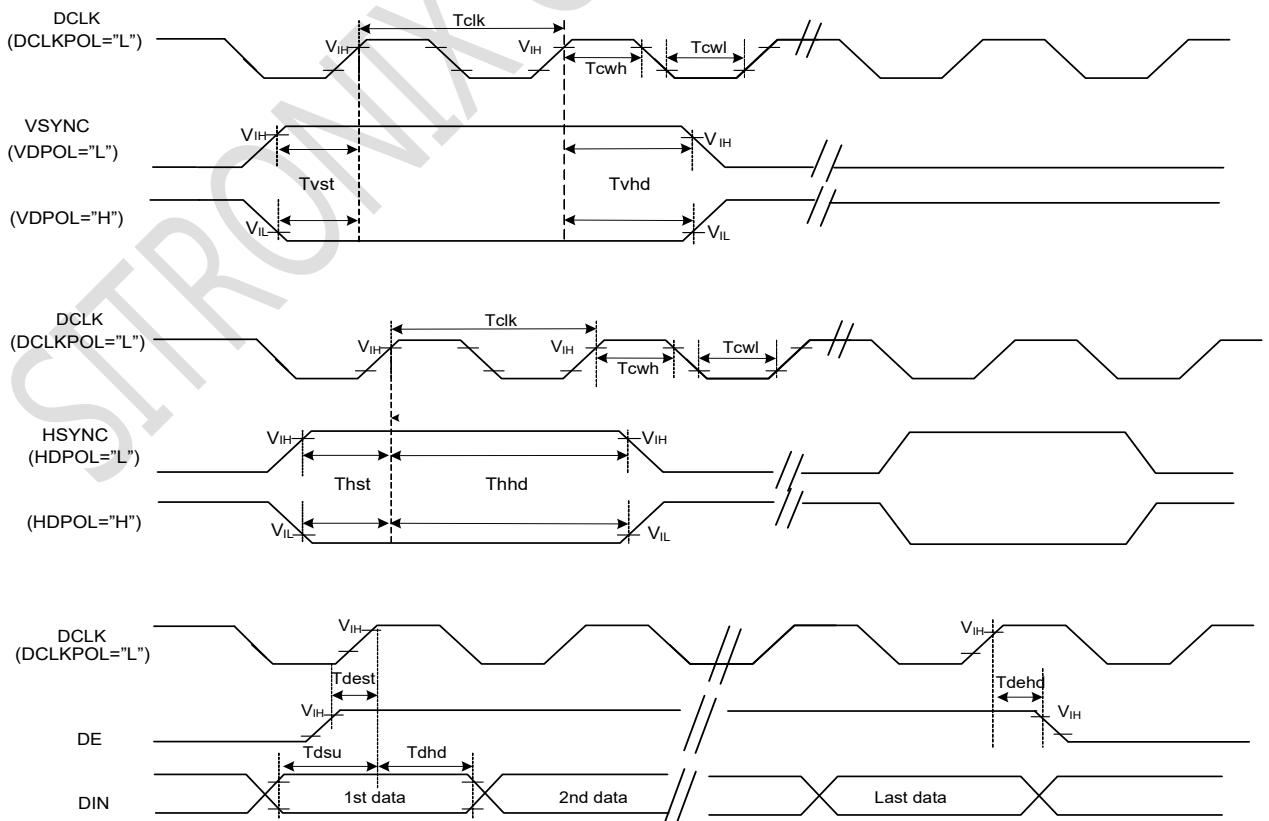 SITRONIX
DCLK
(DCLKPOL="L")
Tclk
VIH
VIH
Tcwh
Tcwl
VSYNC
(VDPOL="L")
VIH
VIH
Tvst
Tvhd
(VDPOL="H")
VIL
VIL
DCLK
(DCLKPOL="L")
Tclk
VIH
VIH
Tcwh
Tcwl
HSYNC
(HDPOL="L")
VIH
VIH
Thst
Thhd
(HDPOL="H")
VIL
VIL
DCLK
(DCLKPOL="L")
VIH
VIH
Tdest
Tdehd
VIH
VIH
DE
Tdsu
Tdhd
DIN
1st data
2nd data
Last data